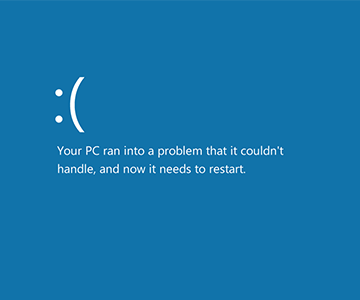 :(
Your PC ran into a problem that it couldn't
handle, and now it needs to restart.